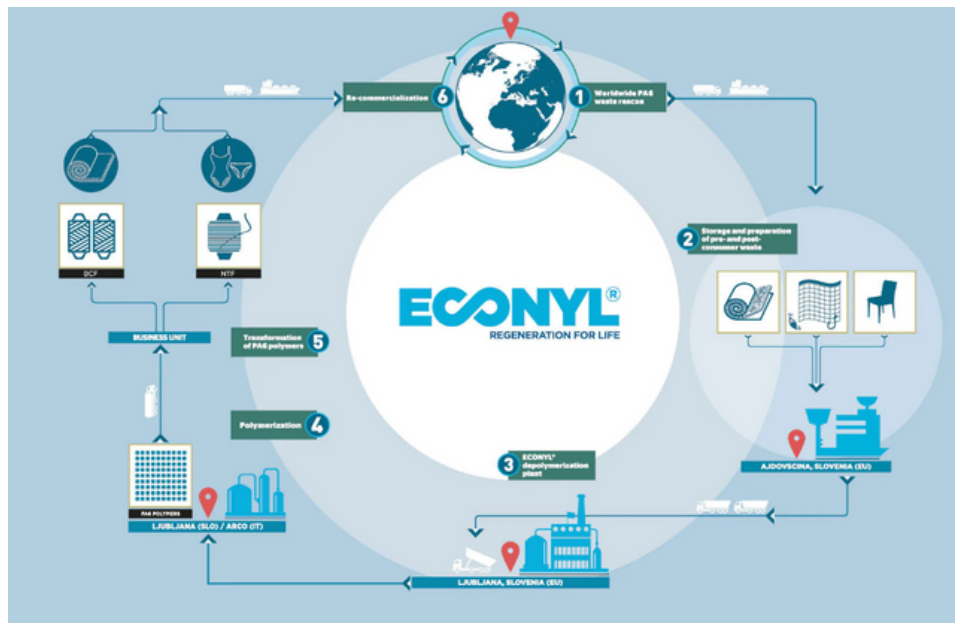 Re-commercialization 6
1 Worldwide PA6
waste rescue
2 Storage and preparation
of pre- and post-
consumer waste
BCF
NTF
ECONYL®
REGENERATION FOR LIFE
BUSINESS UNIT
Transformation
of PA6 polymers 5
Polymerization 4
3 ECONYL®
depolymerization
plant
AJDOVSCINA, SLOVENIA (EU)
PA6 POLYMERS
LJUBLJANA (SLO) / ARCO (IT)
LJUBLJANA, SLOVENIA (EU)